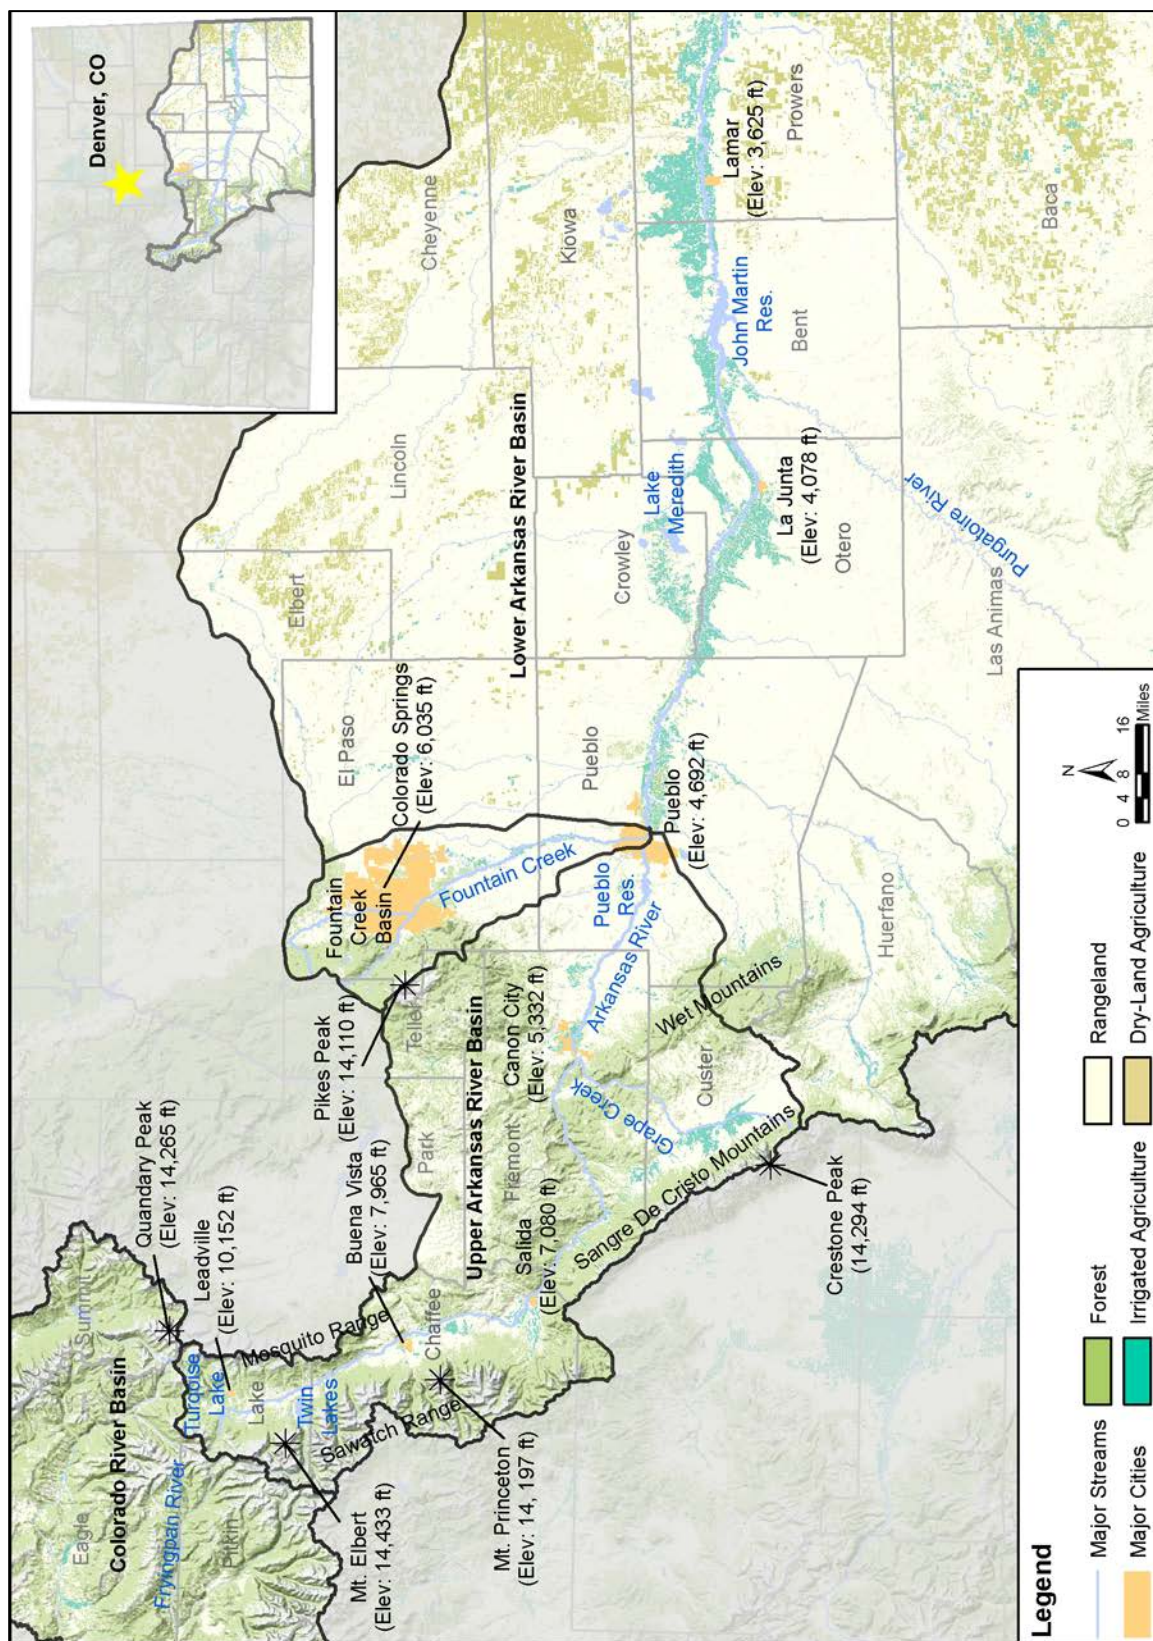 Eagle
Summit
Colorado River Basin
Fryingpan River
Pitkin
Turqoise
Lake
Lake
Twin
Lakes
Quandary Peak
(Elev: 14,265 ft)
Leadville
(Elev: 10,152 ft)
Mosquito Range
Sawatch Range
Mt. Elbert
(Elev: 14,433 ft)
Mt. Princeton
(Elev: 14, 197 ft)
Buena Vista
(Elev: 7,965 ft)
Chaffee
Salida
(Elev: 7,080 ft)
Park
Upper Arkansas River Basin
Fremont
Pikes Peak
(Elev: 14,110 ft)
Teller
Canon City
(Elev: 5,332 ft)
Grape Creek
Custer
Sangre De Cristo Mountains
Crestone Peak
(14,294 ft)
Wet Mountains
Arkansas River
Huerfano
Fountain
Creek
Basin
Fountain Creek
Colorado Springs
(Elev: 6,035 ft)
El Paso
Pueblo
Res.
Pueblo
Pueblo
(Elev: 4,692 ft)
Elbert
Lincoln
Lower Arkansas River Basin
Crowley
Lake
Meredith
La Junta
(Elev: 4,078 ft)
Otero
Las Animas
Purgatoire River
Cheyenne
Kiowa
John Martin
Res.
Bent
Lamar
(Elev: 3,625 ft)
Prowers
Baca
Denver, CO
Legend
Major Streams
Major Cities
Forest
Irrigated Agriculture
Rangeland
Dry-Land Agriculture
N
0 4 8 16
Miles